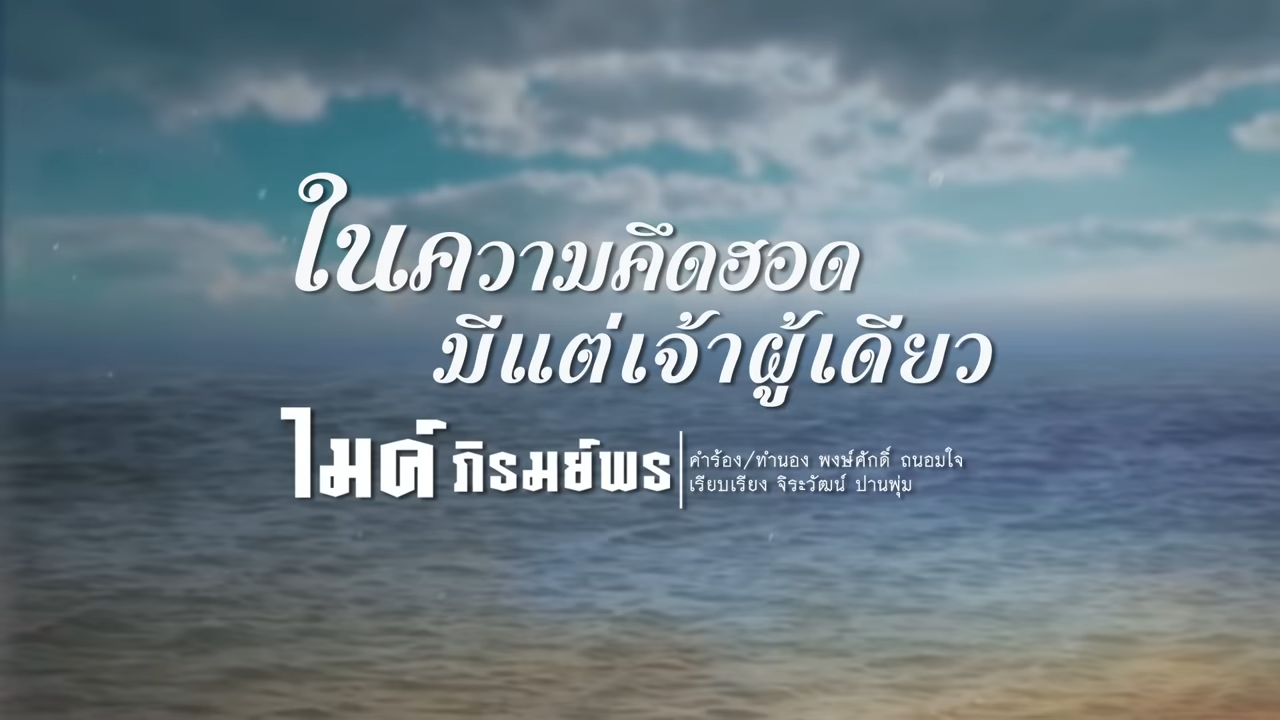 ในความคึดฮอด
มีแต่เจ้าผู้เดียว
ไมค์ ภิรมย์พร
คำร้อง/ทำนอง พงษ์ศักดิ์ ถนอมใจ
เรียบเรียง จิระวัฒน์ ปานพุ่ม